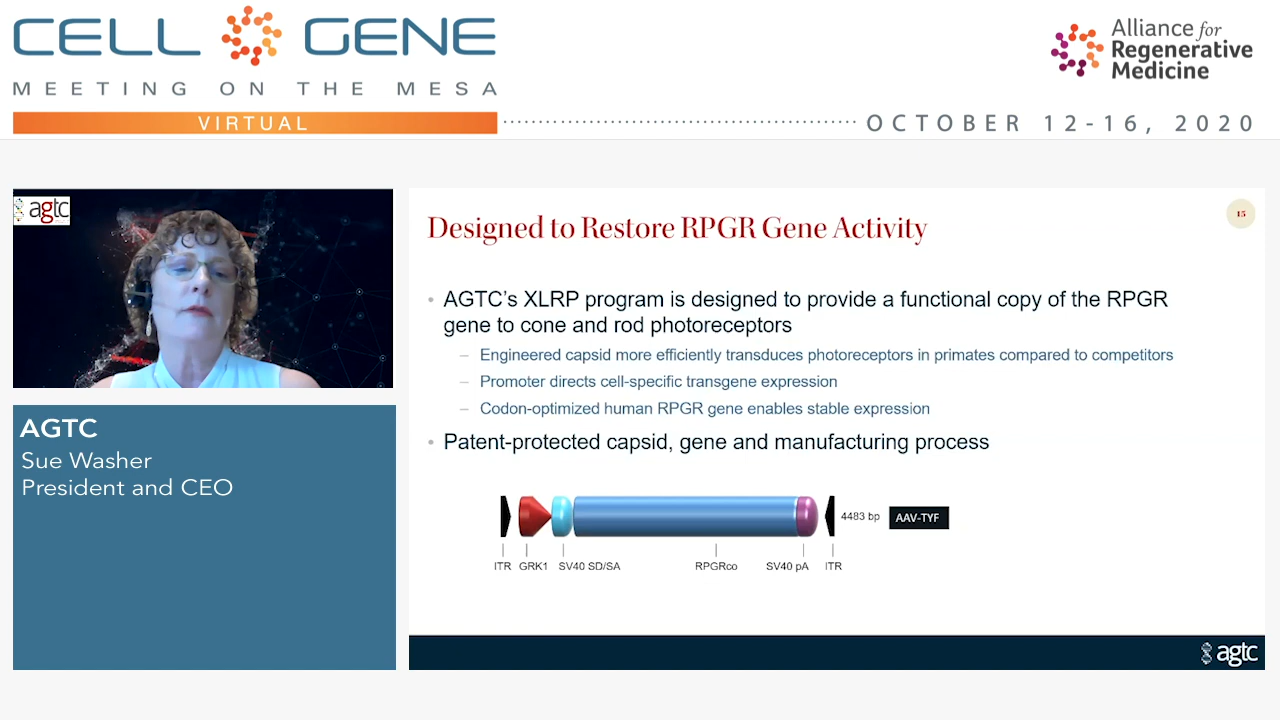 CELL GENE
MEETING ON THE MESA
VIRTUAL
Alliance for
Regenerative
Medicine
OCTOBER 12-16, 2020
agtc
AGTC
Sue Washer
President and CEO
Designed to Restore RPGR Gene Activity
15
• AGTC's XLRP program is designed to provide a functional copy of the RPGR
gene to cone and rod photoreceptors
– Engineered capsid more efficiently transduces photoreceptors in primates compared to competitors
– Promoter directs cell-specific transgene expression
– Codon-optimized human RPGR gene enables stable expression
• Patent-protected capsid, gene and manufacturing process
4483 bp AAV-TYF
ITR GRK1 SV40 SD/SA RPGRco SV40 pA ITR
agtc